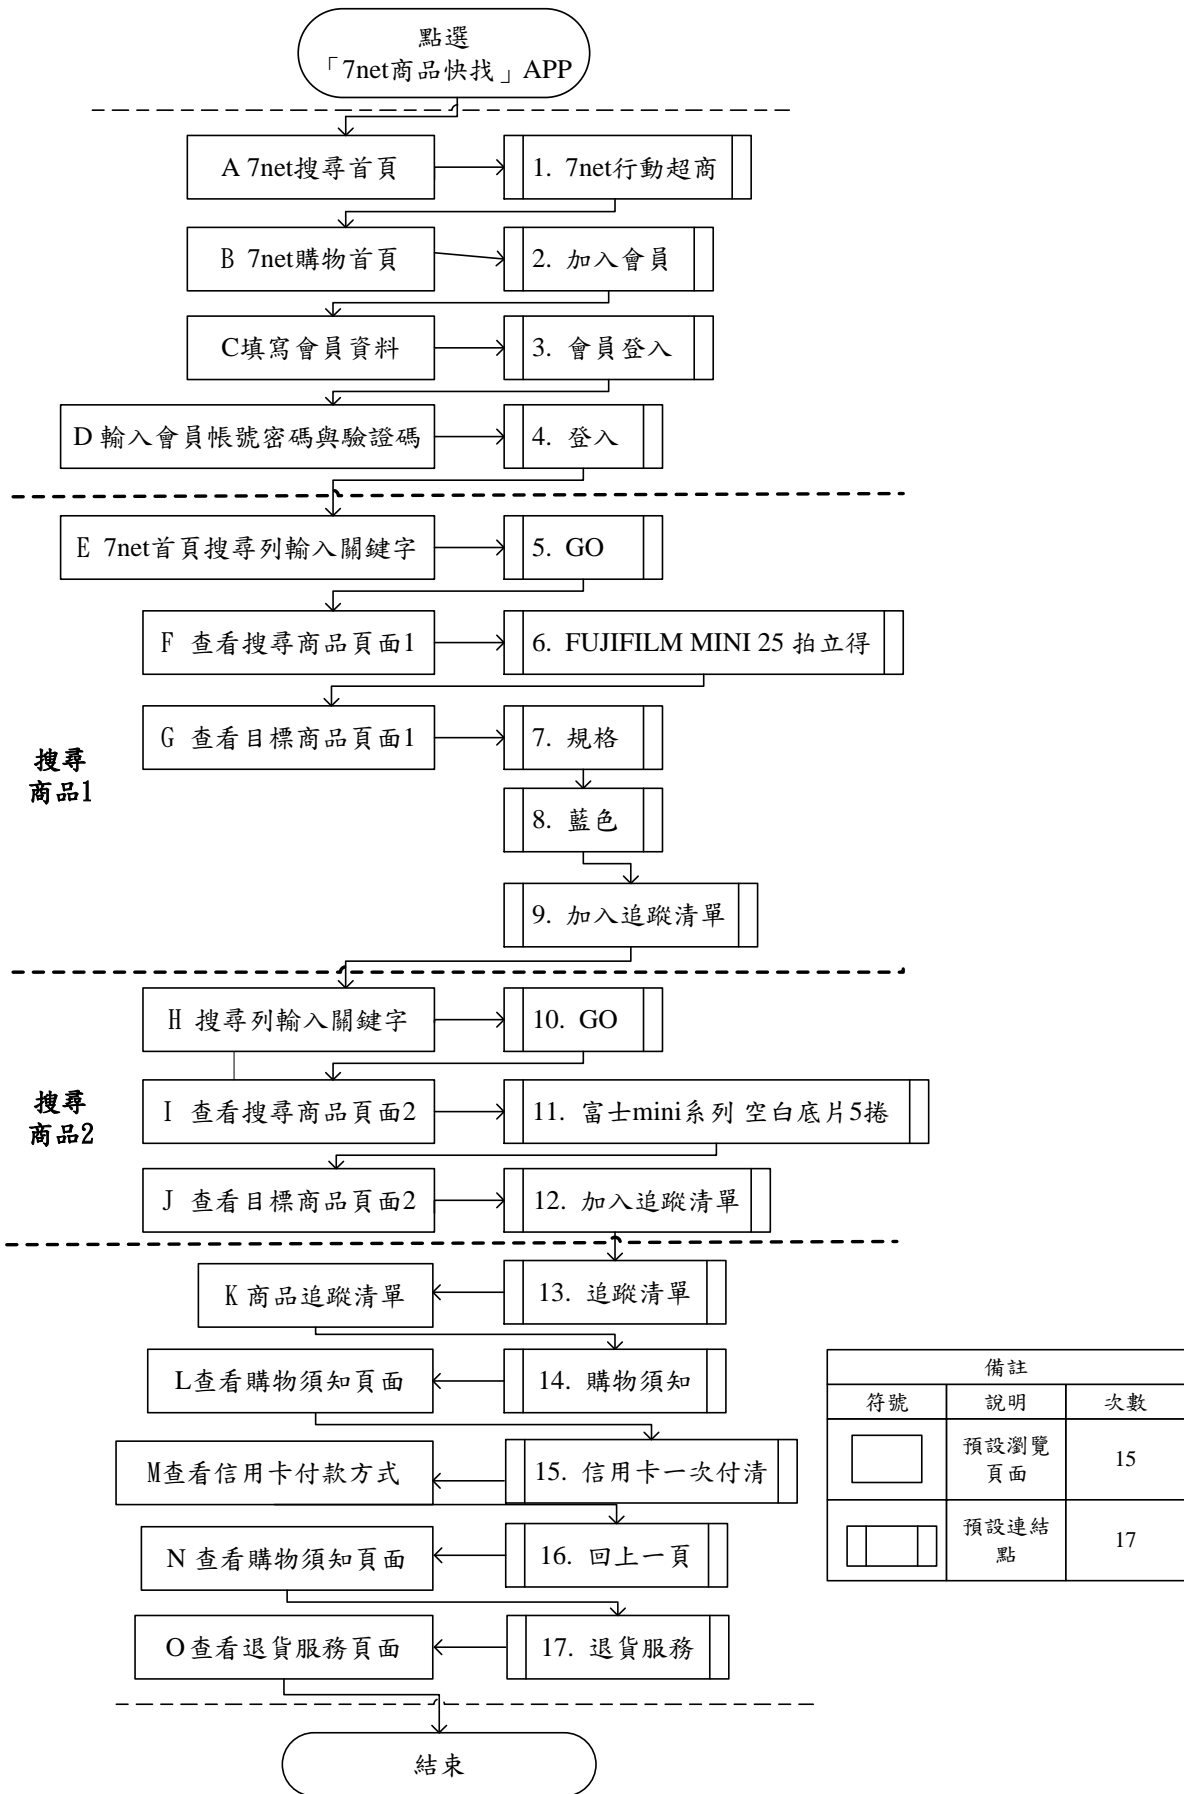 點選
「7net商品快找」APP
A 7net搜尋首頁
1. 7net行動超商
B 7net購物首頁
2. 加入會員
C填寫會員資料
3. 會員登入
D 輸入會員帳號密碼與驗證碼
4. 登入
E 7net首頁搜尋列輸入關鍵字
5. GO
F 查看搜尋商品頁面1
6. FUJIFILM MINI 25 拍立得
G 查看目標商品頁面1
7. 規格
搜尋
商品1
8. 藍色
9. 加入追蹤清單
H 搜尋列輸入關鍵字
10. GO
搜尋
商品2
I 查看搜尋商品頁面2
11. 富士mini系列 空白底片5捲
J 查看目標商品頁面2
12. 加入追蹤清單
K 商品追蹤清單
13. 追蹤清單
L查看購物須知頁面
14. 購物須知
M查看信用卡付款方式
15. 信用卡一次付清
N 查看購物須知頁面
16. 回上一頁
O查看退貨服務頁面
17. 退貨服務
結束
備註
符號 說明 次數
預設瀏覽
頁面
15
預設連結
點
17